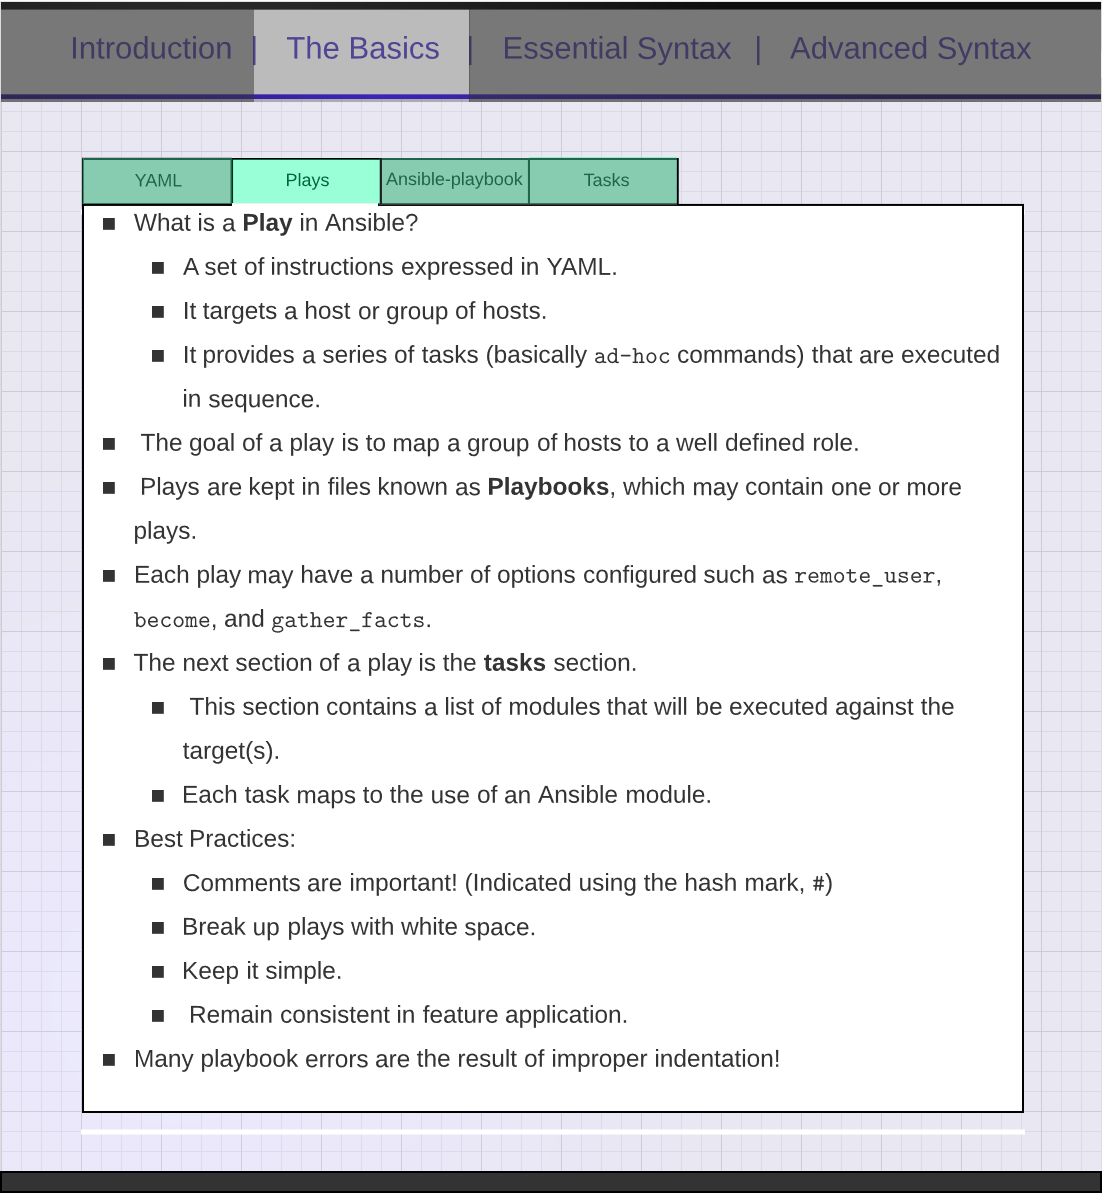 Introduction | The Basics | Essential Syntax | Advanced Syntax
YAML Plays Ansible-playbook Tasks
■ What is a Play in Ansible?
■ A set of instructions expressed in YAML.
■ It targets a host or group of hosts.
■ It provides a series of tasks (basically ad-hoc commands) that are executed
in sequence.
■ The goal of a play is to map a group of hosts to a well defined role.
■ Plays are kept in files known as Playbooks, which may contain one or more
plays.
■ Each play may have a number of options configured such as remote_user,
become, and gather_facts.
■ The next section of a play is the tasks section.
■ This section contains a list of modules that will be executed against the
target(s).
■ Each task maps to the use of an Ansible module.
■ Best Practices:
■ Comments are important! (Indicated using the hash mark, #)
■ Break up plays with white space.
■ Keep it simple.
■ Remain consistent in feature application.
■ Many playbook errors are the result of improper indentation!